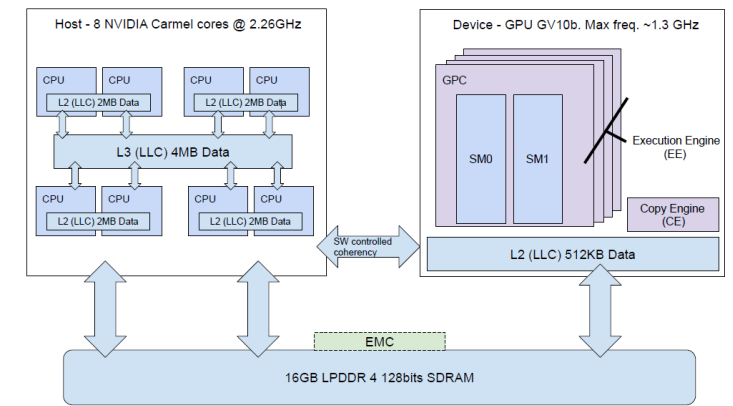 Host - 8 NVIDIA Carmel cores @ 2.26GHz
CPU
CPU
L2 (LLC) 2MB Data
CPU
CPU
L2 (LLC) 2MB Data
L3 (LLC) 4MB Data
CPU
CPU
L2 (LLC) 2MB Data
CPU
CPU
L2 (LLC) 2MB Data
SW controlled
coherency
Device - GPU GV10b. Max freq. ~1.3 GHz
GPC
SM0
SM1
Execution Engine
(EE)
Copy Engine
(CE)
L2 (LLC) 512KB Data
EMC
16GB LPDDR 4 128bits SDRAM